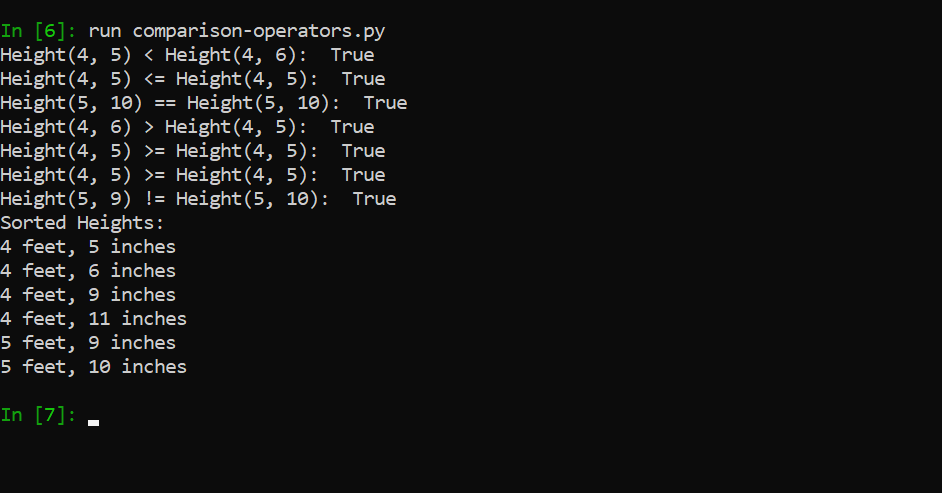 In [6]: run comparison-operators.py
Height(4, 5) < Height(4, 6):  True
Height(4, 5) <= Height(4, 5):  True
Height(5, 10) == Height(5, 10):  True
Height(4, 6) > Height(4, 5):  True
Height(4, 5) >= Height(4, 5):  True
Height(4, 5) >= Height(4, 5):  True
Height(5, 9) != Height(5, 10):  True
Sorted Heights:
4 feet, 5 inches
4 feet, 6 inches
4 feet, 9 inches
4 feet, 11 inches
5 feet, 9 inches
5 feet, 10 inches
In [7]: